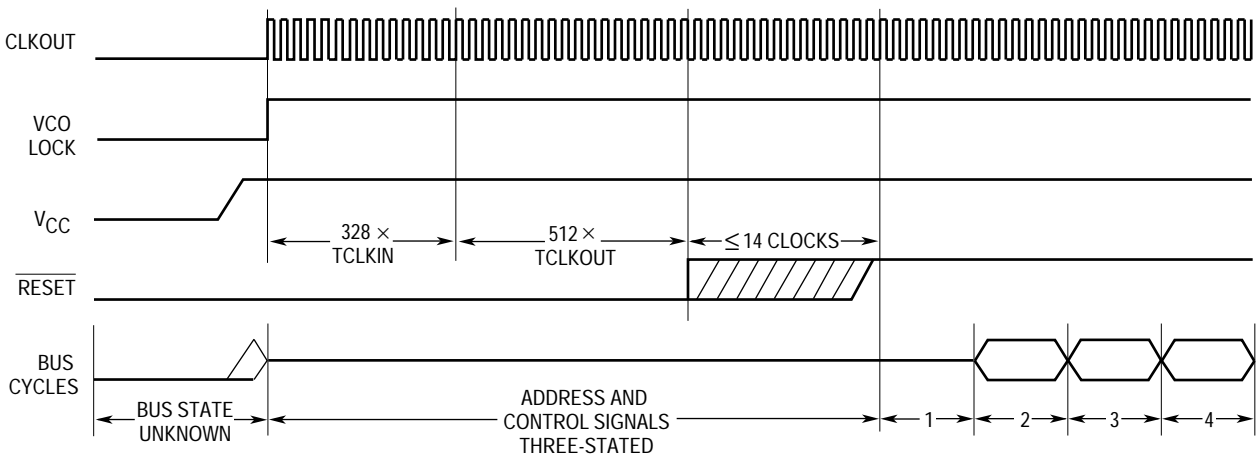 CLKOUT
VCO
LOCK
VCC
328 ×
TCLKIN
512 ×
TCLKOUT
≤ 14 CLOCKS
RESET
BUS
CYCLES
BUS STATE
UNKNOWN
ADDRESS AND
CONTROL SIGNALS
THREE-STATED
1
2
3
4